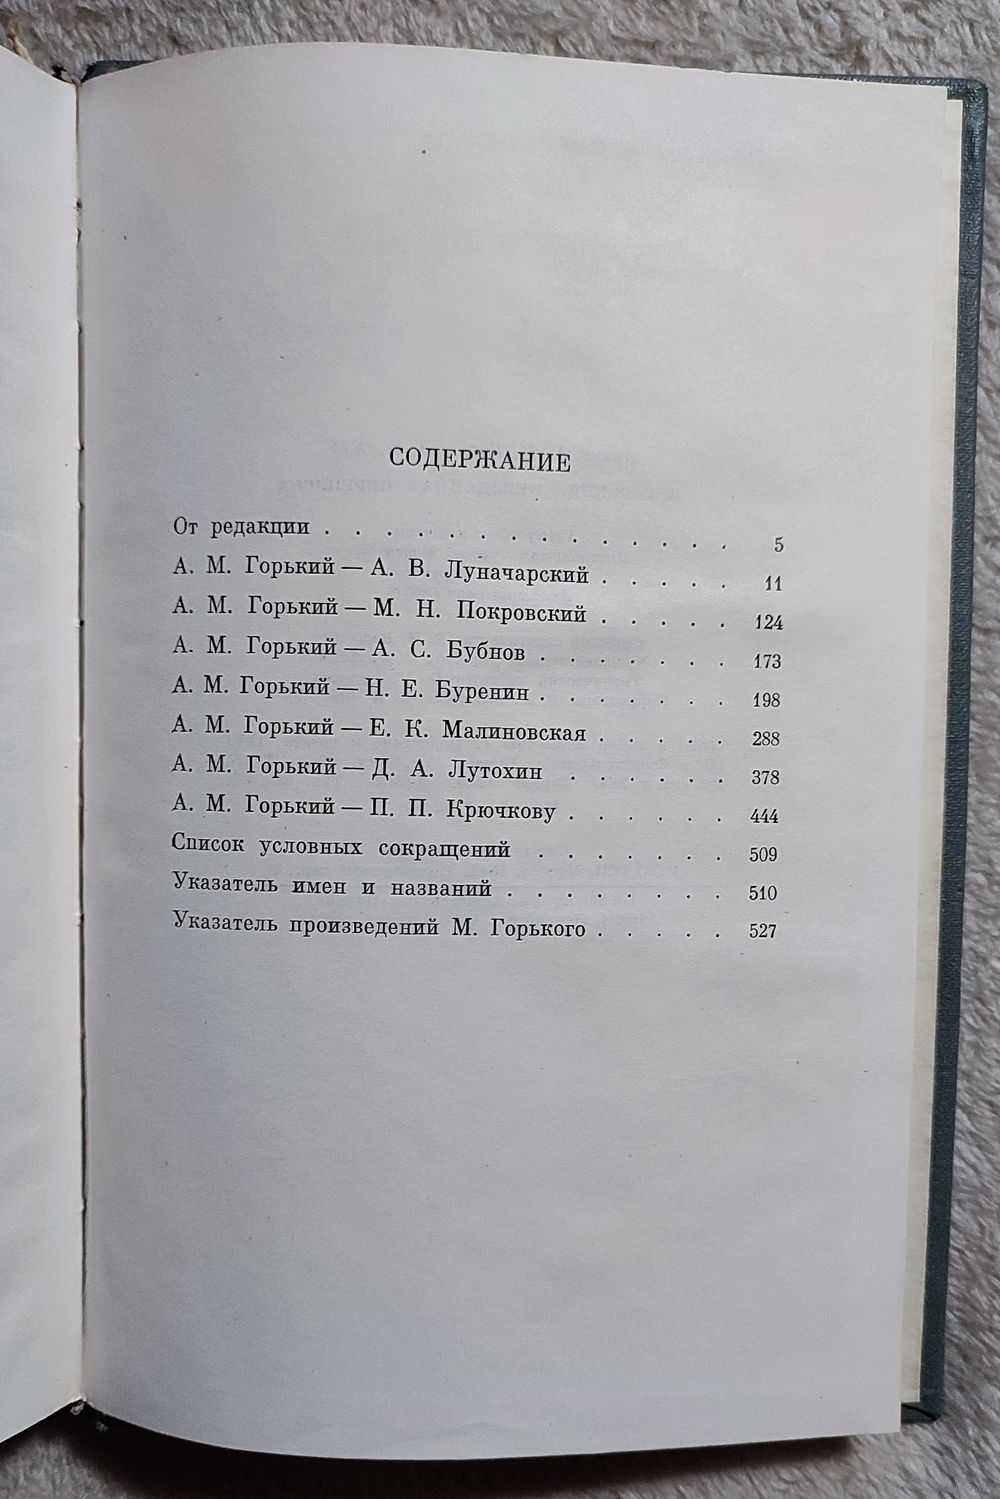 СОДЕРЖАНИЕ
От редакции . . . . . . . . . . . . . . 5
А. М. Горький — А. В. Луначарский . . . . . 11
А. М. Горький — М. Н. Покровский . . . . . 124
А. М. Горький — А. С. Бубнов . . . . . . . 173
А. М. Горький — Н. Е. Буренин . . . . . . . 198
А. М. Горький — Е. К. Малиновская . . . . . 288
А. М. Горький — Д. А. Лутохин . . . . . . 378
А. М. Горький — П. П. Крючкову . . . . . . 444
Список условных сокращений . . . . . . . 509
Указатель имен и названий . . . . . . . . 510
Указатель произведений М. Горького . . . . . 527